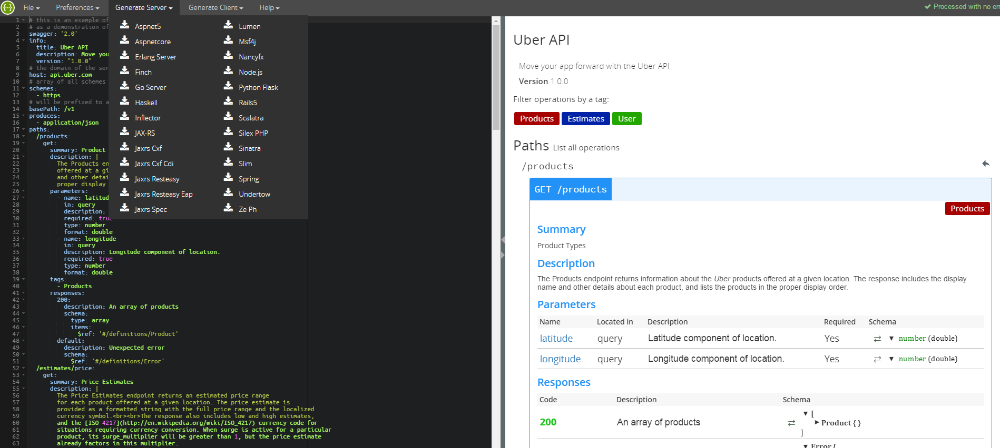 File Preferences Generate Server Generate Client Help
Processed with no
Aspnet5 Lumen
Aspnetcore Msf4j
Erlang Server Nancyfx
Finch Node.js
Go Server Python Flask
Haskell Rails5
Inflector Scalatra
JAX-RS Silex PHP
Jaxrs Cxf Sinatra
Jaxrs Cxf Cdi Slim
Jaxrs Resteasy Spring
Jaxrs Resteasy Eap Undertow
Jaxrs Spec Ze Ph
1 # this is an example of
2 # as a demonstration of
3 swagger: '2.0'
4 info:
5 title: Uber API
6 description: Move you
7 version: "1.0.0"
8 # the domain of the ser
9 host: api.uber.com
10 # array of all schemes
11 schemes:
12 - https
13 # will be prefixed to a
14 basePath: /v1
15 produces:
16 - application/json
17 paths:
18 /products:
19 get:
20 summary: Product
21 description: |
22 The Products en
23 offered at a gi
24 and other detai
25 proper display
26 parameters:
27 - name: latitud
28 in: query
29 description:
30 required: true
31 type: number
32 format: double
33 - name: longitude
34 in: query
35 description: Longitude component of location.
36 required: true
37 type: number
38 format: double
39 tags:
40 - Products
41 responses:
42 200:
43 description: An array of products
44 schema:
45 type: array
46 items:
47 $ref: '#/definitions/Product'
48 default:
49 description: Unexpected error
50 schema:
51 $ref: '#/definitions/Error'
52 /estimates/price:
53 get:
54 summary: Price Estimates
55 description: |
56 The Price Estimates endpoint returns an estimated price range
57 for each product offered at a given location. The price estimate is
58 provided as a formatted string with the full price range and the localized
59 currency symbol.<br><br>The response also includes low and high estimates,
60 and the [ISO 4217](http://en.wikipedia.org/wiki/ISO_4217) currency code for
61 situations requiring currency conversion. When surge is active for a particular
62 product, its surge_multiplier will be greater than 1, but the price estimate
63 already factors in this multiplier.
Uber API
Move your app forward with the Uber API
Version 1.0.0
Filter operations by a tag:
Products Estimates User
Paths List all operations
/products
GET /products
Products
Summary
Product Types
Description
The Products endpoint returns information about the Uber products offered at a given location. The response includes the display
name and other details about each product, and lists the products in the proper display order.
Parameters
Name Located in Description Required Schema
latitude query Latitude component of location. Yes ⇄ ▼ number (double)
longitude query Longitude component of location. Yes ⇄ ▼ number (double)
Responses
Code Description Schema
▼ [
200 An array of products ⇄ ▶ Product { }
]
▼ Error {